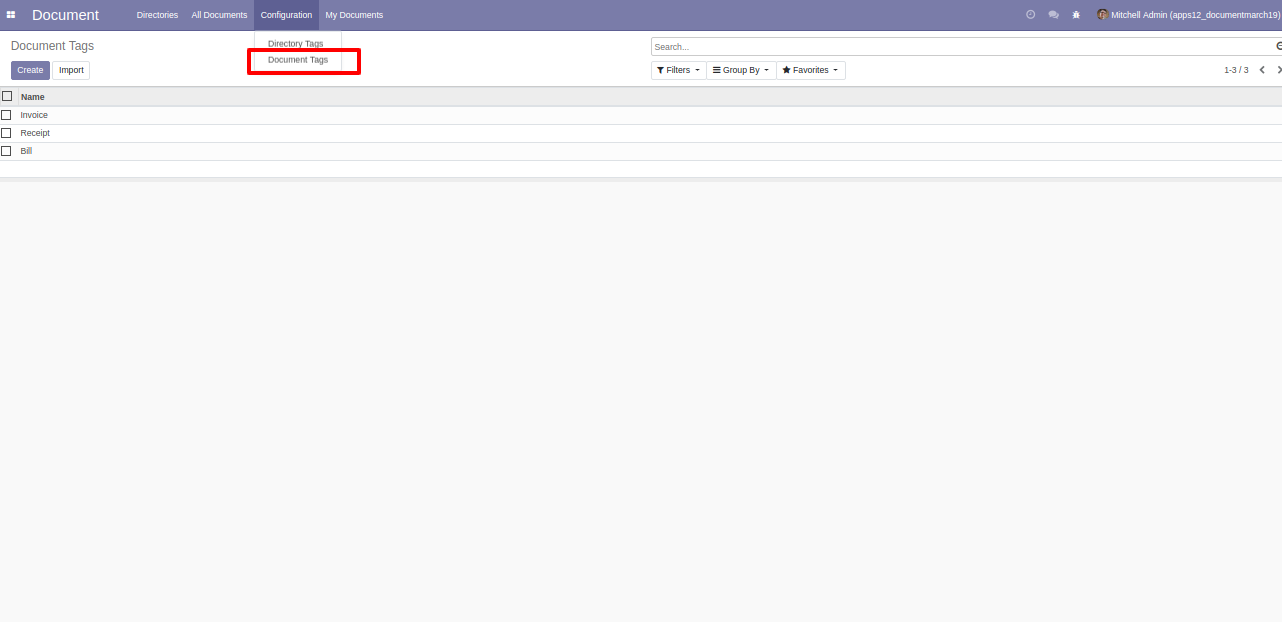 Document Directories All Documents Configuration My Documents Mitchell Admin (apps12_documentmarch19)
Directory Tags
Document Tags
Document Tags
Search...
Create Import
Filters Group By Favorites
1-3 / 3
Name
Invoice
Receipt
Bill